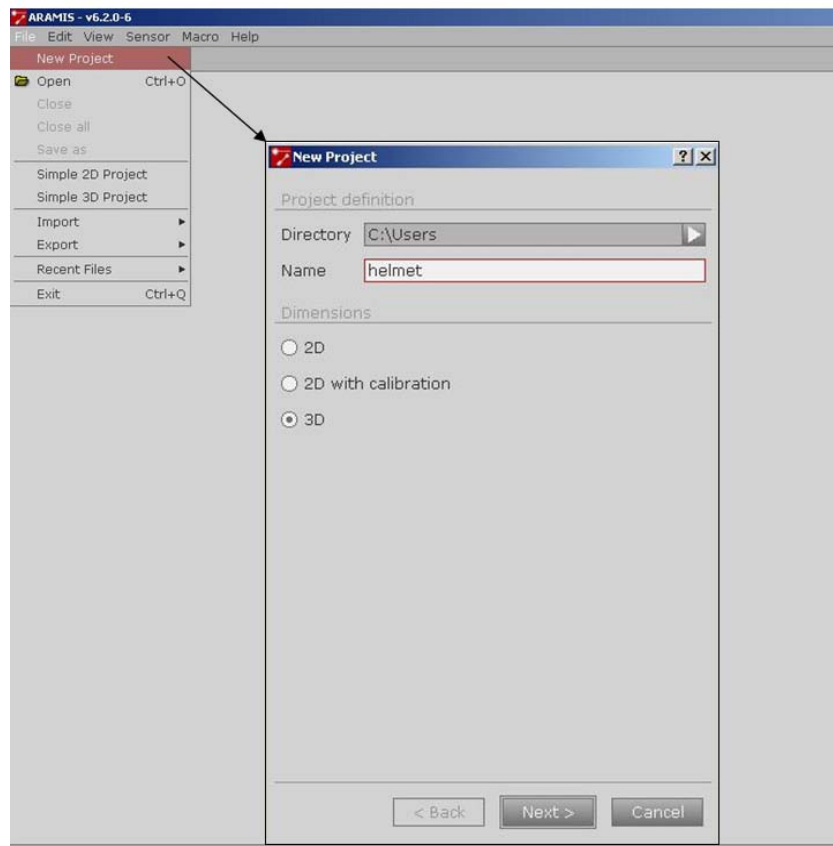 ARAMIS - v6.2.0-6
File Edit View Sensor Macro Help
New Project
Open Ctrl+O
Close
Close all
Save as
Simple 2D Project
Simple 3D Project
Import
Export
Recent Files
Exit Ctrl+Q
New Project
Project definition
Directory C:\Users
Name helmet
Dimensions
2D
2D with calibration
3D
< Back Next > Cancel